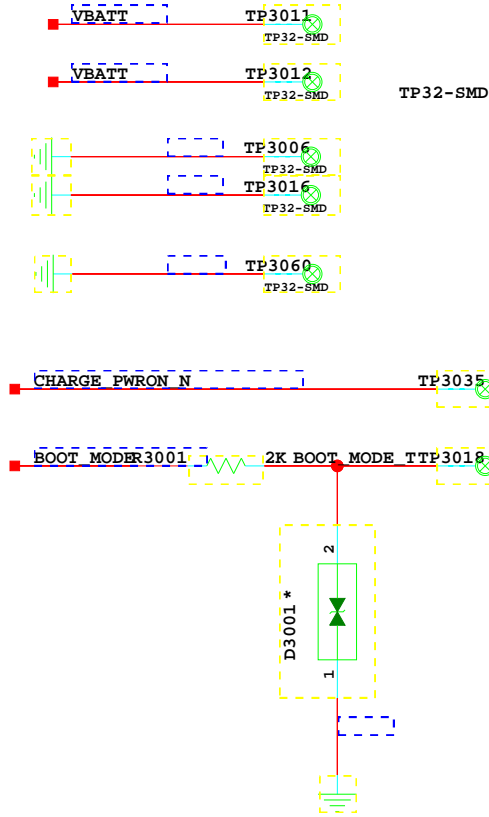 VBATT TP3011
TP32-SMD
VBATT TP3012
TP32-SMD
TP32-SMD
TP3006
TP32-SMD
TP3016
TP32-SMD
TP3060
TP32-SMD
CHARGE_PWRON_N TP3035
BOOT_MODE R3001 2K BOOT_MODE_T TP3018
2
D3001 *
1